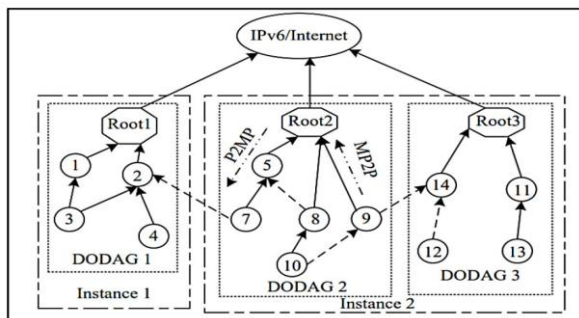 IPv6/Internet
Root1
Root2
Root3
P2MP
MP2P
1
2
5
14
11
3
4
7
8
9
10
12
13
DODAG 1
DODAG 2
DODAG 3
Instance 1
Instance 2